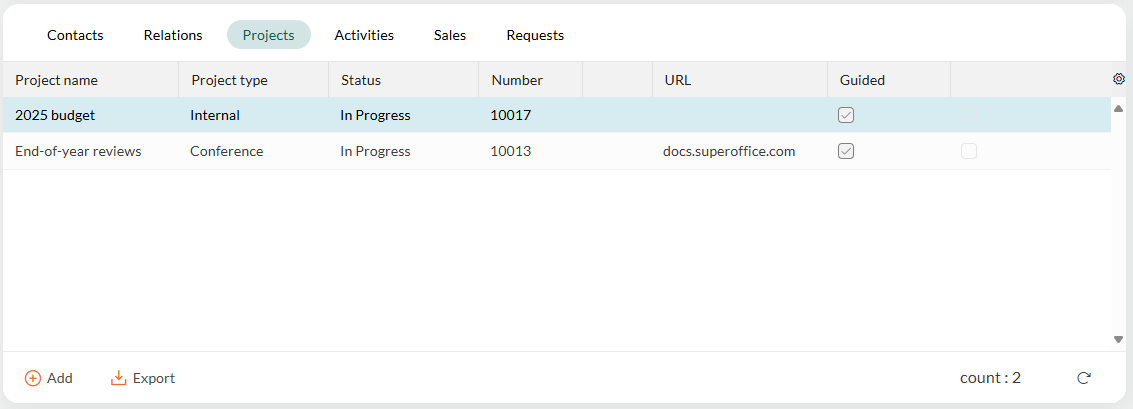 Contacts Relations Projects Activities Sales Requests
Project name Project type Status Number URL Guided
2025 budget Internal In Progress 10017
End-of-year reviews Conference In Progress 10013 docs.superoffice.com
Add Export count : 2